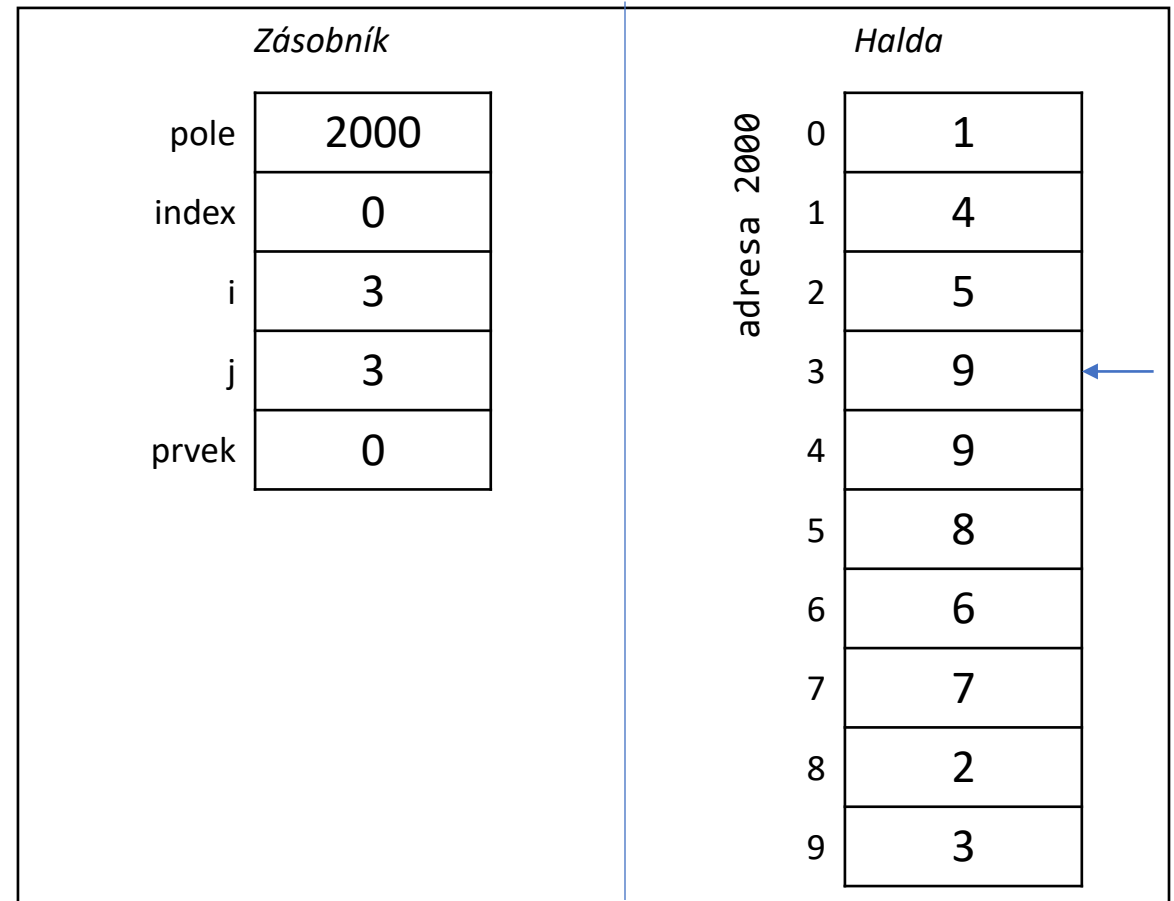 Zásobník
pole 2000
index 0
i 3
j 3
prvek 0
Halda
adresa 2000
0 1
1 4
2 5
3 9
4 9
5 8
6 6
7 7
8 2
9 3